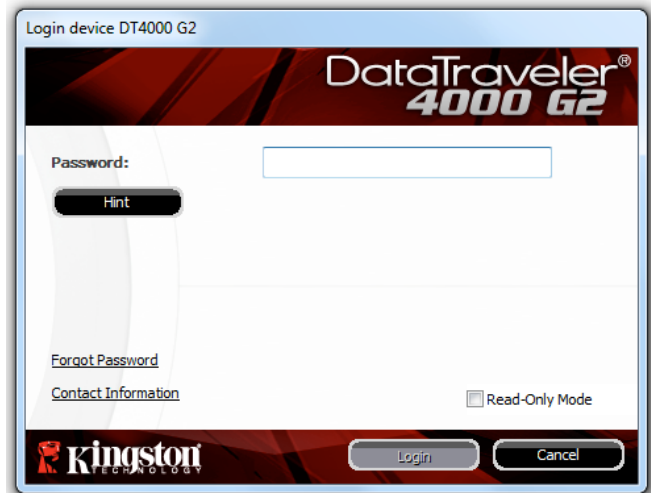 Login device DT4000 G2
DataTraveler®
4000 G2
Password:
Hint
Forgot Password
Contact Information
Read-Only Mode
Kingston
TECHNOLOGY
Login
Cancel